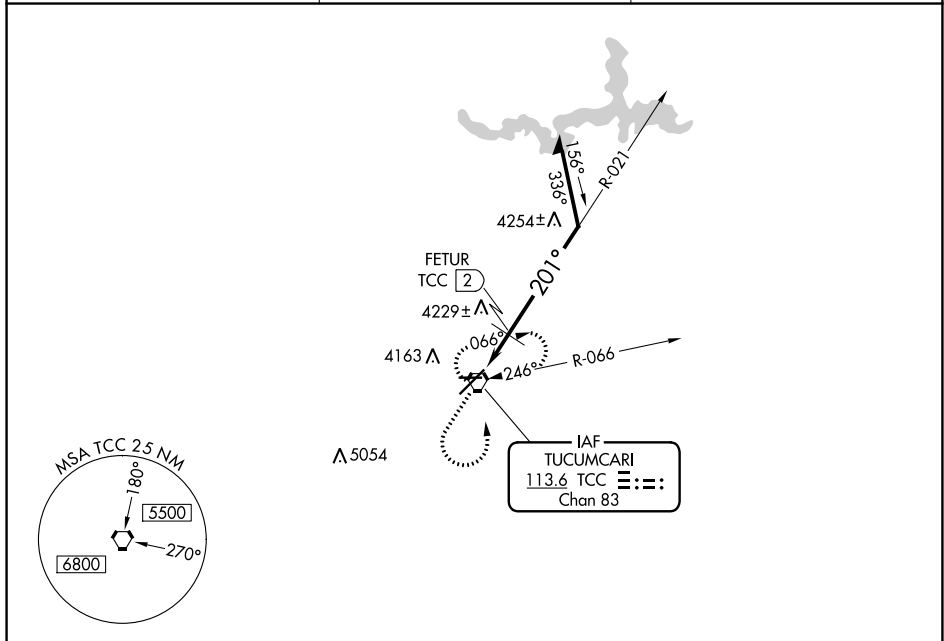 156°
336°
R-021
4254±
201°
FETUR
TCC 2
4229±
066°
4163
246°
R-066
5054
IAF
TUCUMCARI
113.6 TCC
Chan 83
MSA TCC 25 NM
180°
5500
270°
6800